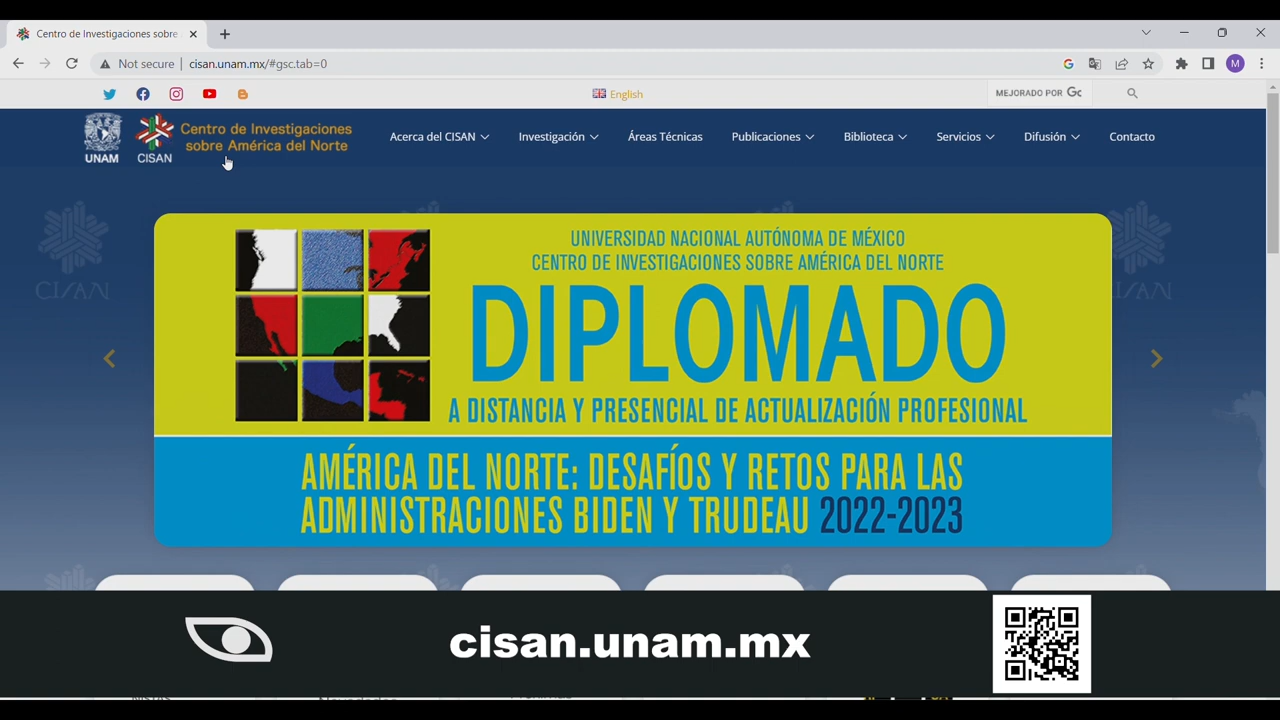 Centro de Investigaciones sobre
Not secure | cisan.unam.mx/#gsc.tab=0
M
English
MEJORADO POR
UNAM
CISAN
Centro de Investigaciones
sobre América del Norte
Acerca del CISAN
Investigación
Áreas Técnicas
Publicaciones
Biblioteca
Servicios
Difusión
Contacto
CISAN
UNIVERSIDAD NACIONAL AUTÓNOMA DE MÉXICO
CENTRO DE INVESTIGACIONES SOBRE AMÉRICA DEL NORTE
DIPLOMADO
A DISTANCIA Y PRESENCIAL DE ACTUALIZACIÓN PROFESIONAL
AMÉRICA DEL NORTE: DESAFÍOS Y RETOS PARA LAS
ADMINISTRACIONES BIDEN Y TRUDEAU 2022-2023
cisan.unam.mx